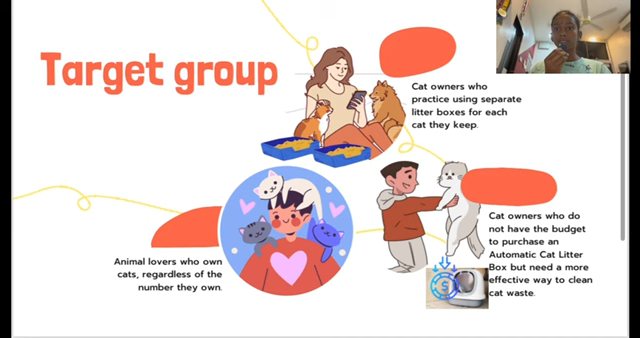 Target group
Cat owners who
practice using separate
litter boxes for each
cat they keep.
Animal lovers who own
cats, regardless of the
number they own.
Cat owners who do
not have the budget
to purchase an
Automatic Cat Litter
Box but need a more
effective way to clean
cat waste.